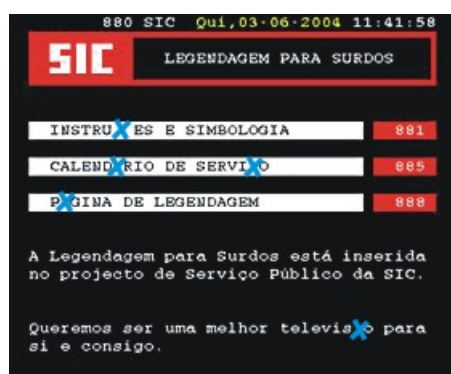 880 SIC Qui,03-06-2004 11:41:58
SIC
LEGENDAGEM PARA SURDOS
E SIMBOLOGIA 881
DE 885
DE LEGENDAGEM 888
A Legendagem para Surdos está inserida
no projecto de Serviço Público da SIC.
Queremos ser uma melhor para
si e consigo.